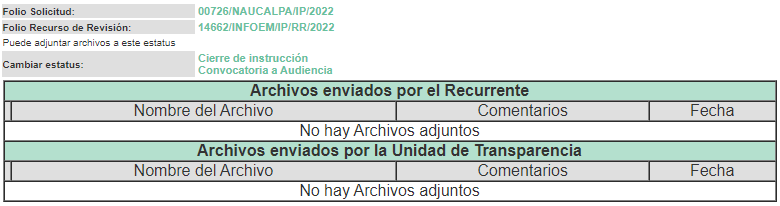 Folio Solicitud: 00726/NAUCALPA/IP/2022
Folio Recurso de Revisión: 14662/INFOEM/IP/RR/2022
Puede adjuntar archivos a este estatus
Cambiar estatus: Cierre de instrucción
Convocatoria a Audiencia
Archivos enviados por el Recurrente
Nombre del Archivo Comentarios Fecha
No hay Archivos adjuntos
Archivos enviados por la Unidad de Transparencia
Nombre del Archivo Comentarios Fecha
No hay Archivos adjuntos